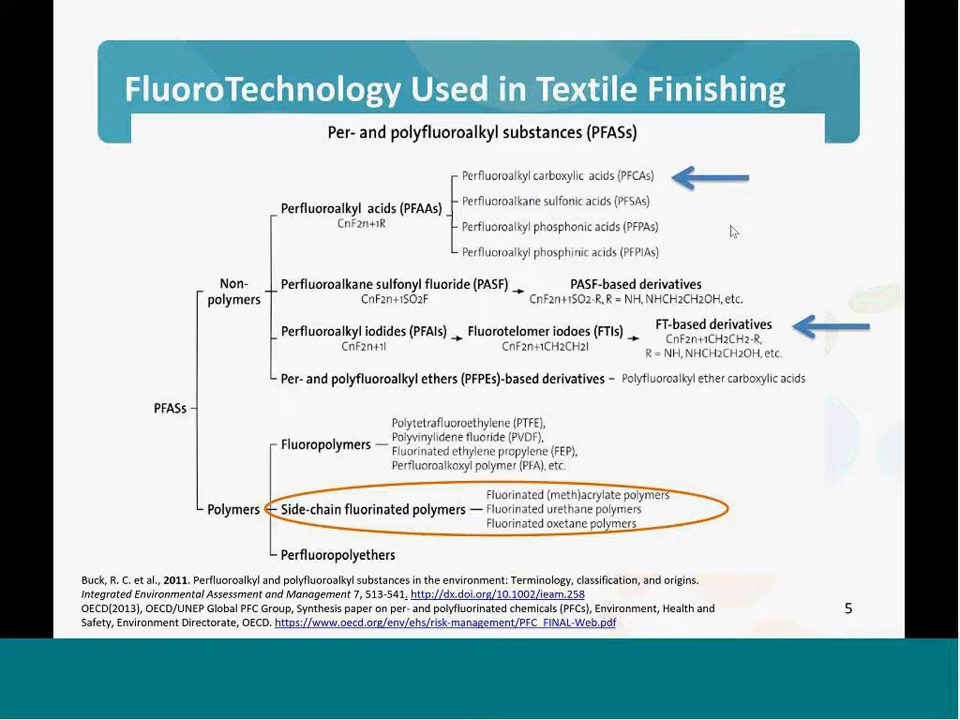 FluoroTechnology Used in Textile Finishing
Per- and polyfluoroalkyl substances (PFASs)
Perfluoroalkyl carboxylic acids (PFCAs)
Perfluoroalkane sulfonic acids (PFSAs)
Perfluoroalkyl acids (PFAAs)
CnF2n+1R
Perfluoroalkyl phosphonic acids (PFPAs)
Perfluoroalkyl phosphinic acids (PFPIAs)
Non-
polymers
Perfluoroalkane sulfonyl fluoride (PASF)
CnF2n+1SO2F
PASF-based derivatives
CnF2n+1SO2-R, R = NH, NHCH2CH2OH, etc.
Perfluoroalkyl iodides (PFAIs)
CnF2n+1I
Fluorotelomer iodoes (FTIs)
CnF2n+1CH2CH2I
FT-based derivatives
CnF2n+1CH2CH2-R,
R = NH, NHCH2CH2OH, etc.
Per- and polyfluoroalkyl ethers (PFPEs)-based derivatives – Polyfluoroalkyl ether carboxylic acids
PFASs
Fluoropolymers
Polytetrafluoroethylene (PTFE),
Polyvinylidene fluoride (PVDF),
Fluorinated ethylene propylene (FEP),
Perfluoroalkoxyl polymer (PFA), etc.
Polymers
Side-chain fluorinated polymers
Fluorinated (meth)acrylate polymers
Fluorinated urethane polymers
Fluorinated oxetane polymers
Perfluoropolyethers
Buck, R. C. et al., 2011. Perfluoroalkyl and polyfluoroalkyl substances in the environment: Terminology, classification, and origins.
Integrated Environmental Assessment and Management 7, 513-541. http://dx.doi.org/10.1002/ieam.258
OECD(2013), OECD/UNEP Global PFC Group, Synthesis paper on per- and polyfluorinated chemicals (PFCs), Environment, Health and
Safety, Environment Directorate, OECD. https://www.oecd.org/env/ehs/risk-management/PFC_FINAL-Web.pdf
5